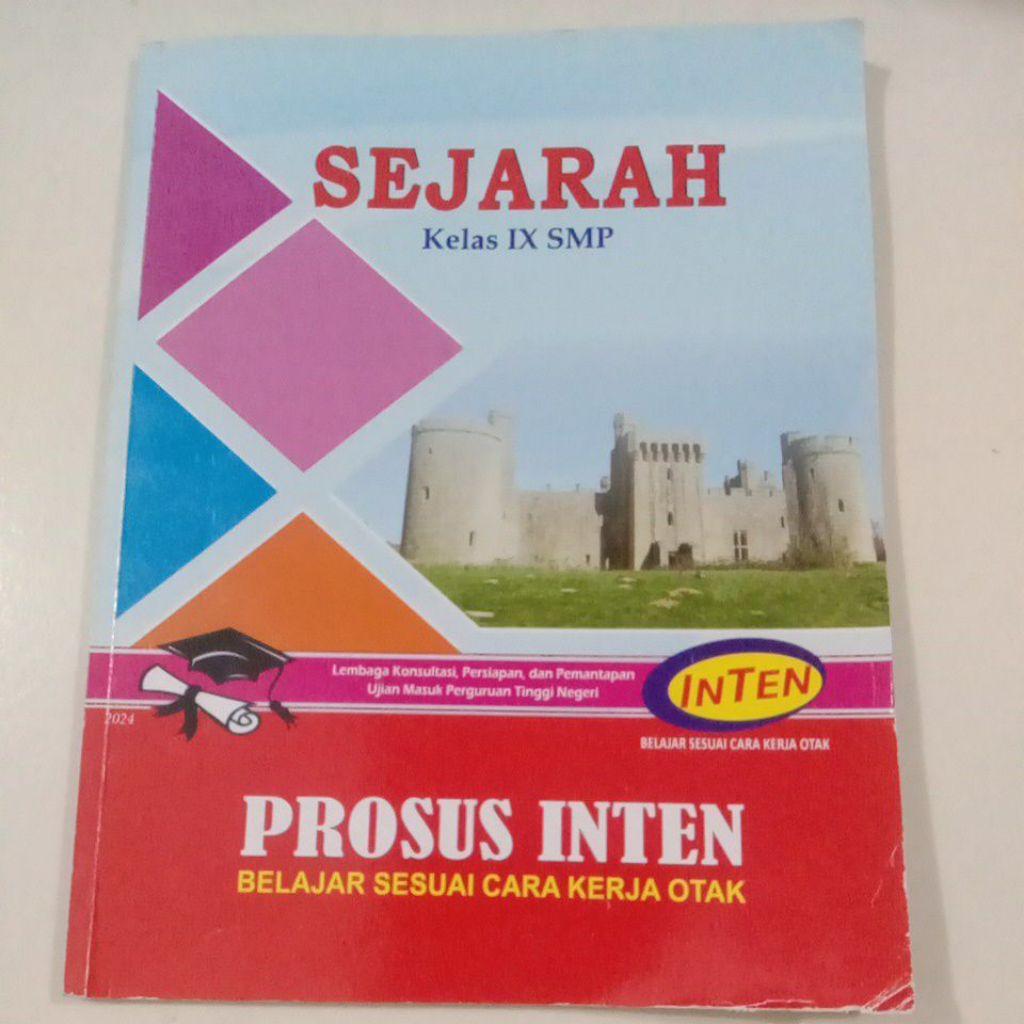 SEJARAH
Kelas IX SMP
Lembaga Konsultasi, Persiapan, dan Pemantapan
Ujian Masuk Perguruan Tinggi Negeri
INTEN
BELAJAR SESUAI CARA KERJA OTAK
2024
PROSUS INTEN
BELAJAR SESUAI CARA KERJA OTAK